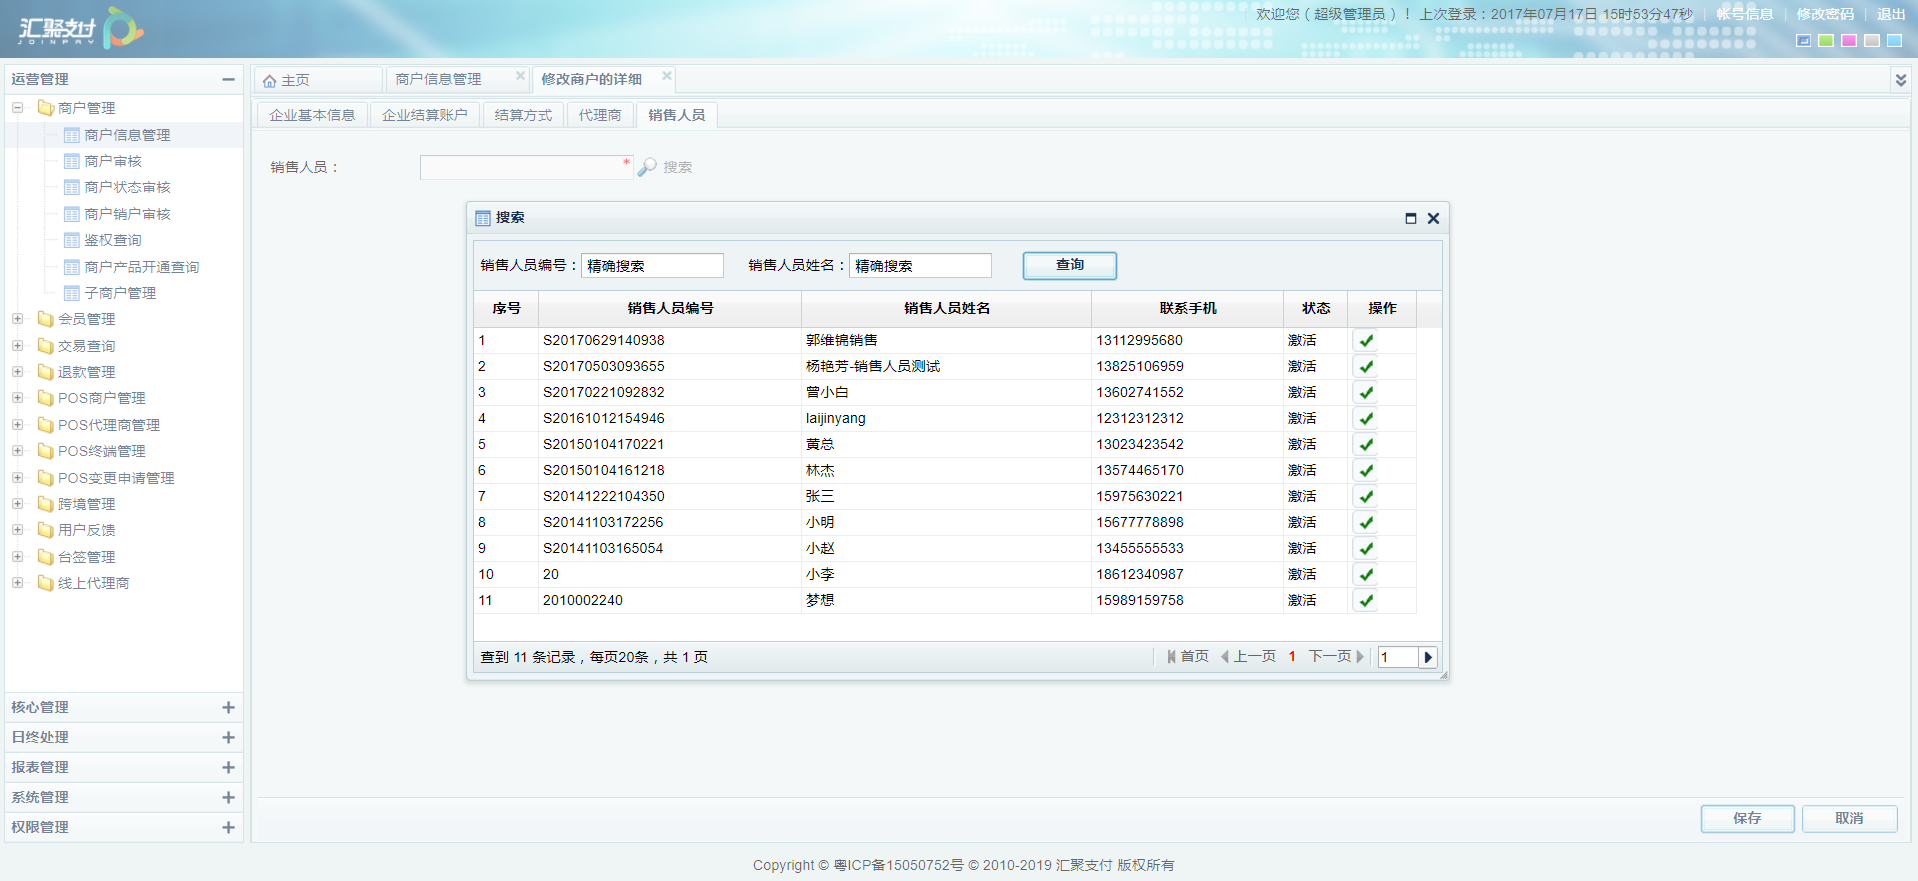 汇聚支付
JOINPAY
欢迎您（超级管理员）！ 上次登录：2017年07月17日 15时53分47秒 帐号信息 修改密码 退出
运营管理
商户管理
商户信息管理
商户审核
商户状态审核
商户销户审核
鉴权查询
商户产品开通查询
子商户管理
会员管理
交易查询
退款管理
POS商户管理
POS代理商管理
POS终端管理
POS变更申请管理
跨境管理
用户反馈
台签管理
线上代理商
核心管理
日终处理
报表管理
系统管理
权限管理
主页 商户信息管理 修改商户的详细
企业基本信息 企业结算账户 结算方式 代理商 销售人员
销售人员： * 搜索
搜索
销售人员编号：精确搜索 销售人员姓名：精确搜索 查询
序号 销售人员编号 销售人员姓名 联系手机 状态 操作
1 S20170629140938 郭维锦销售 13112995680 激活
2 S20170503093655 杨艳芳-销售人员测试 13825106959 激活
3 S20170221092832 曾小白 13602741552 激活
4 S20161012154946 laijinyang 12312312312 激活
5 S20150104170221 黄总 13023423542 激活
6 S20150104161218 林杰 13574465170 激活
7 S20141222104350 张三 15975630221 激活
8 S20141103172256 小明 15677778898 激活
9 S20141103165054 小赵 13455555533 激活
10 20 小李 18612340987 激活
11 2010002240 梦想 15989159758 激活
查到 11 条记录，每页20条，共 1 页 首页 上一页 1 下一页 1
保存 取消
Copyright © 粤ICP备15050752号 © 2010-2019 汇聚支付 版权所有